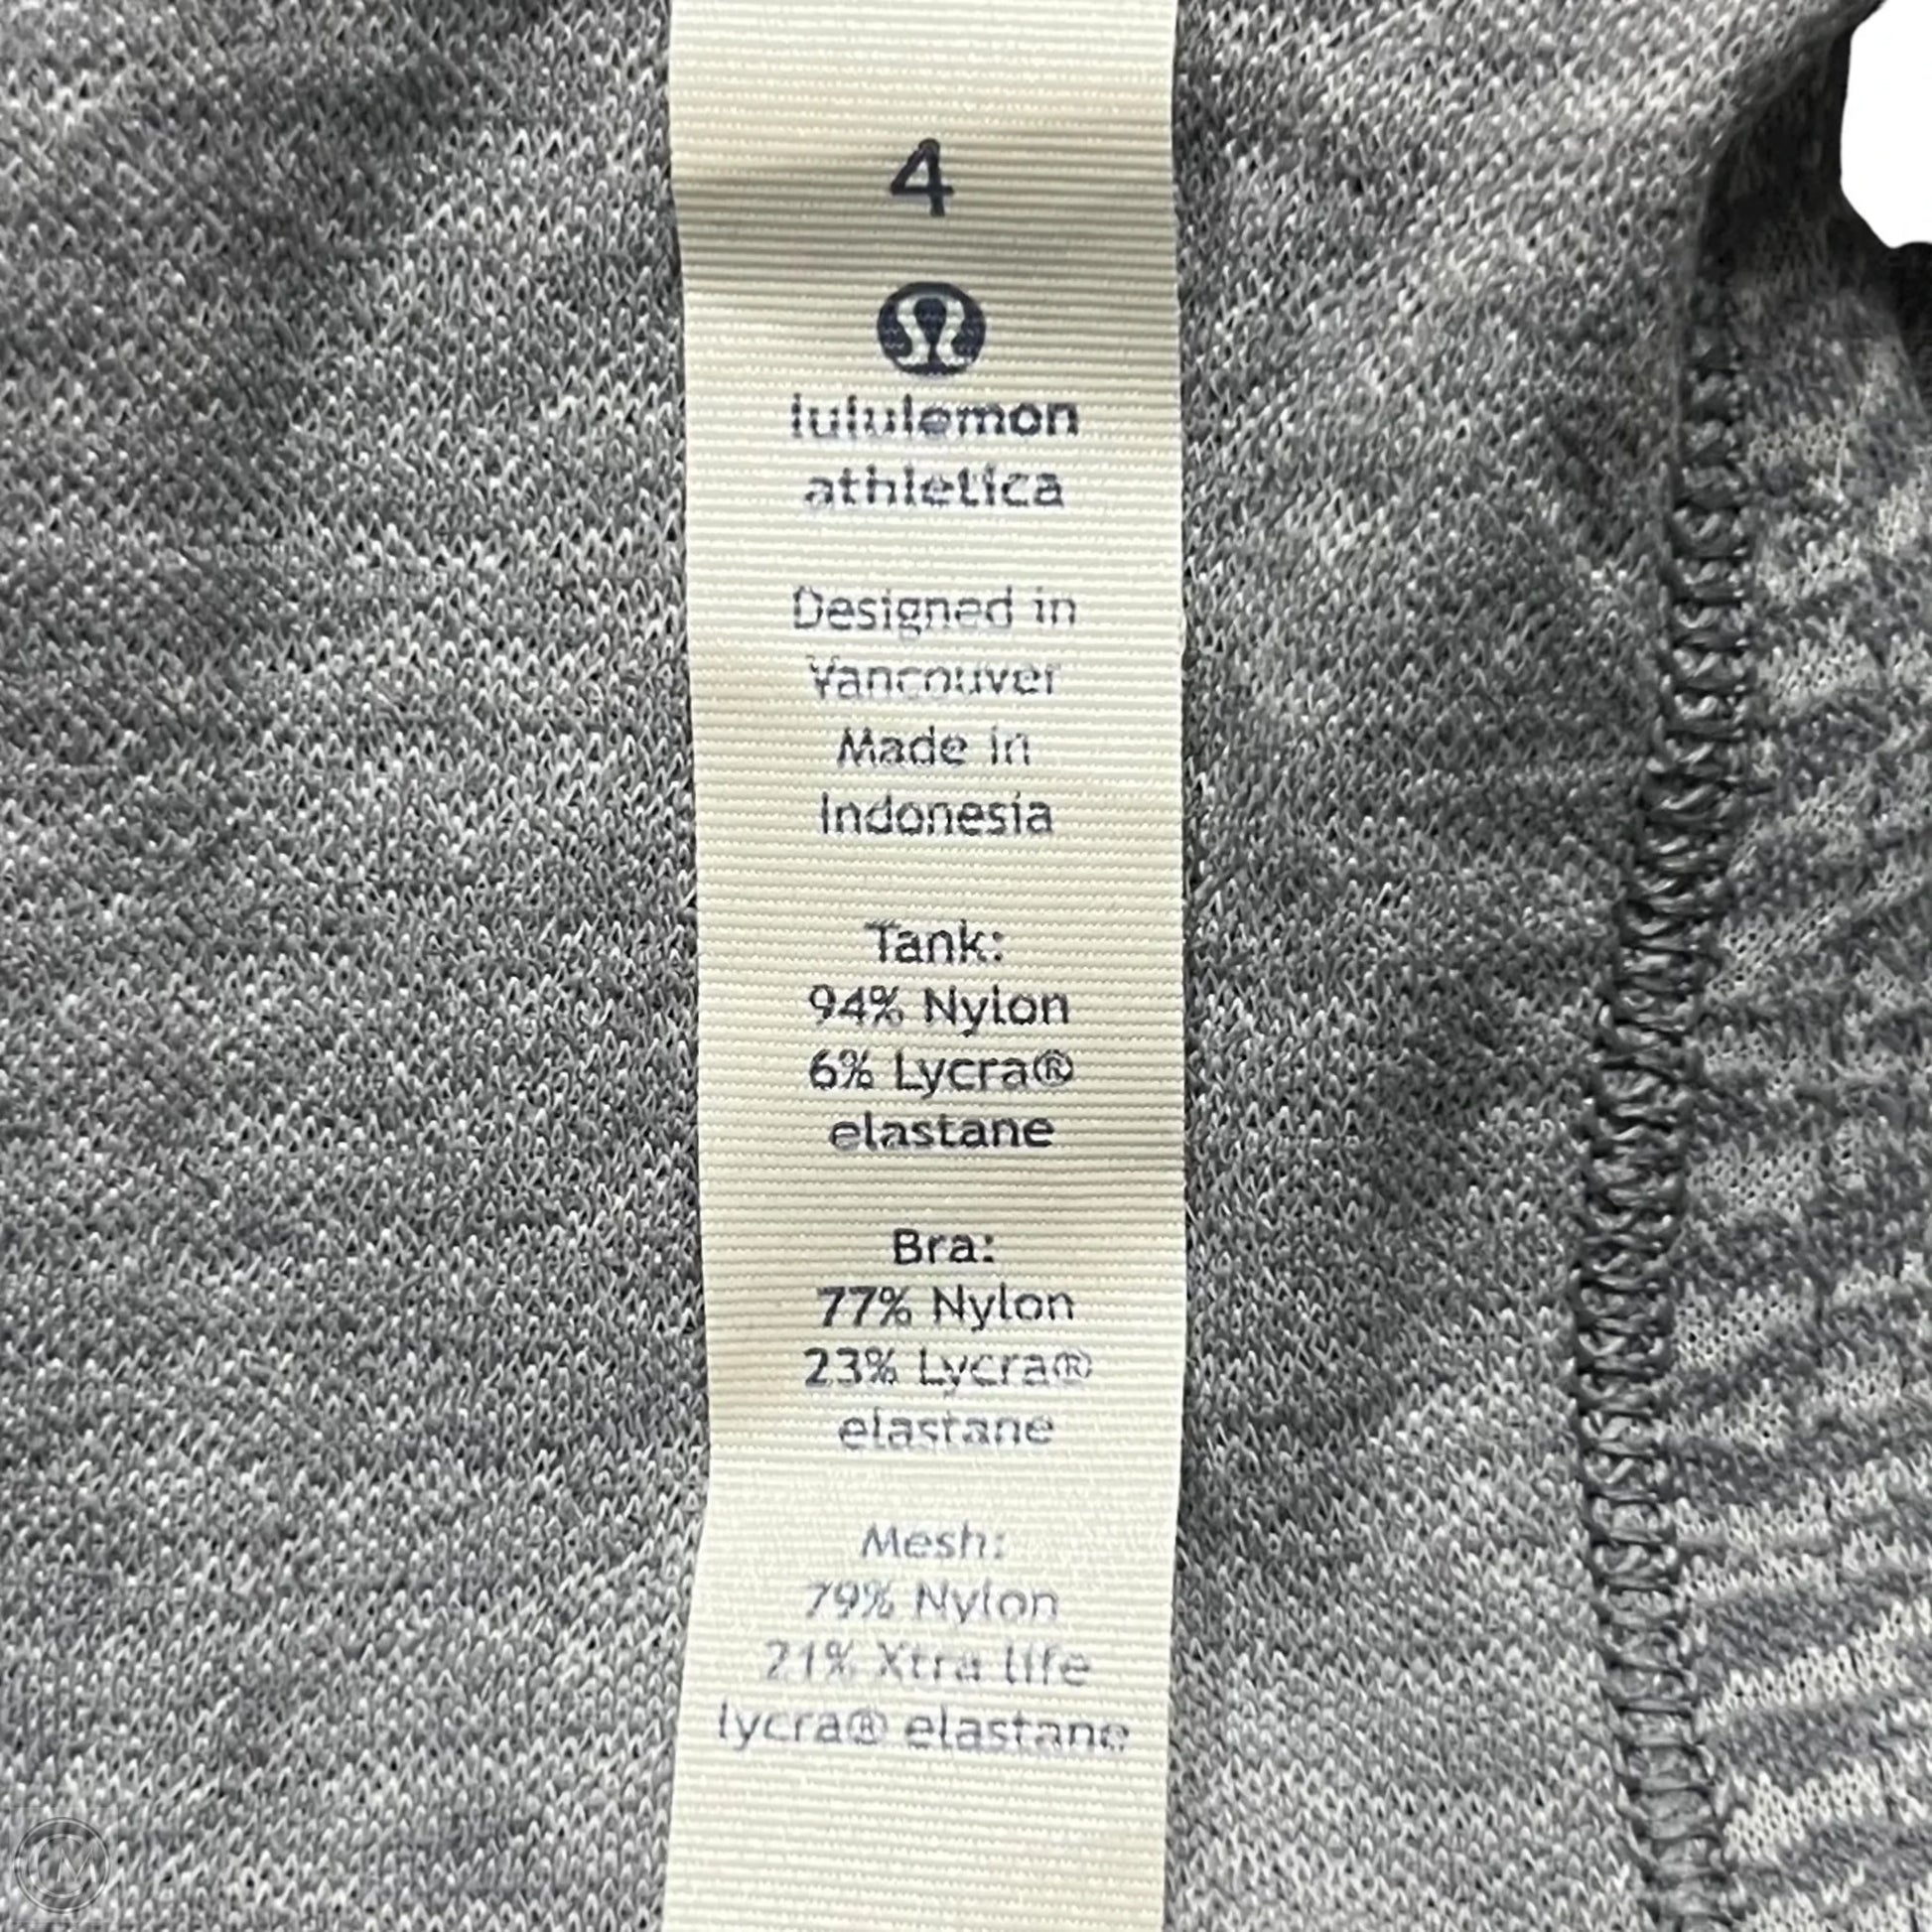 4
lululemon
athletica
Designed in
Vancouver
Made in
Indonesia
Tank:
94% Nylon
6% Lycra®
elastane
Bra:
77% Nylon
23% Lycra®
elastane
Mesh:
79% Nylon
21% Xtra life
lycra® elastane